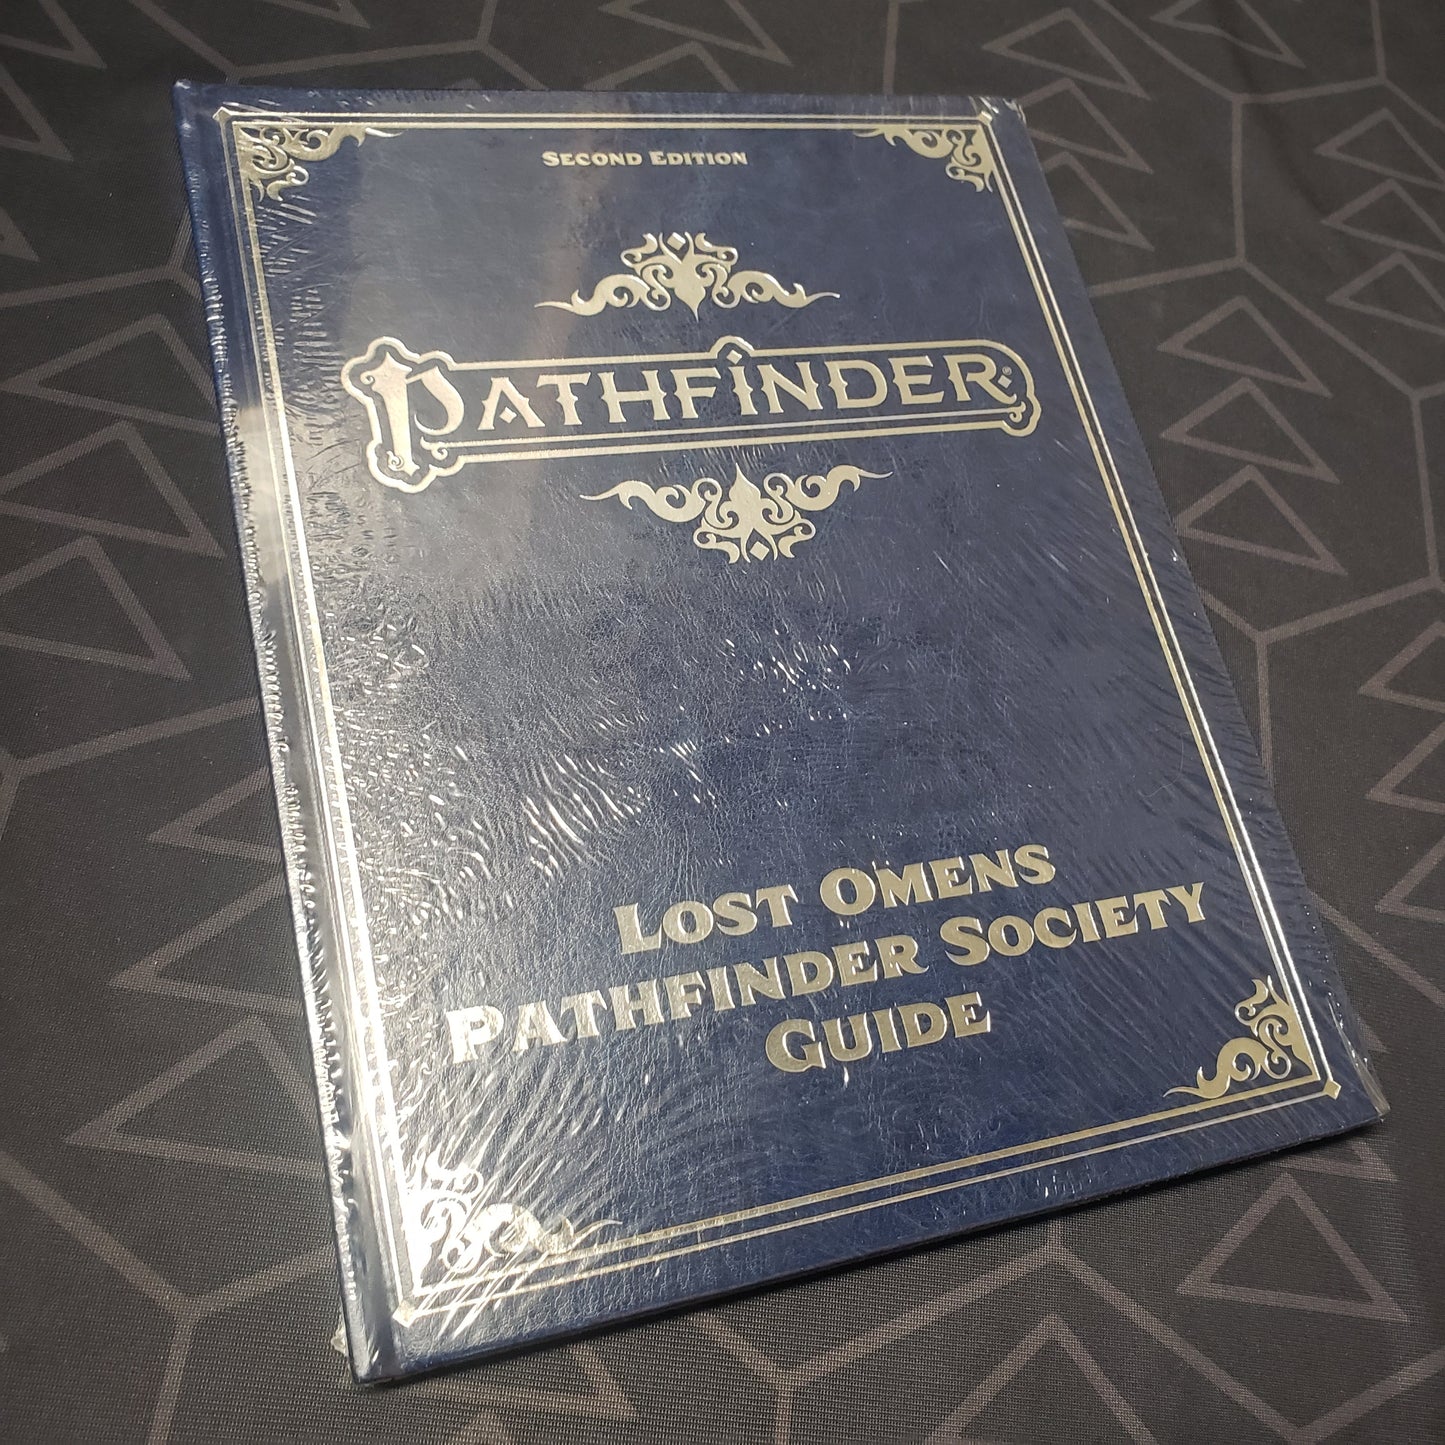 Second Edition
Pathfinder®
Lost Omens
Pathfinder Society
Guide